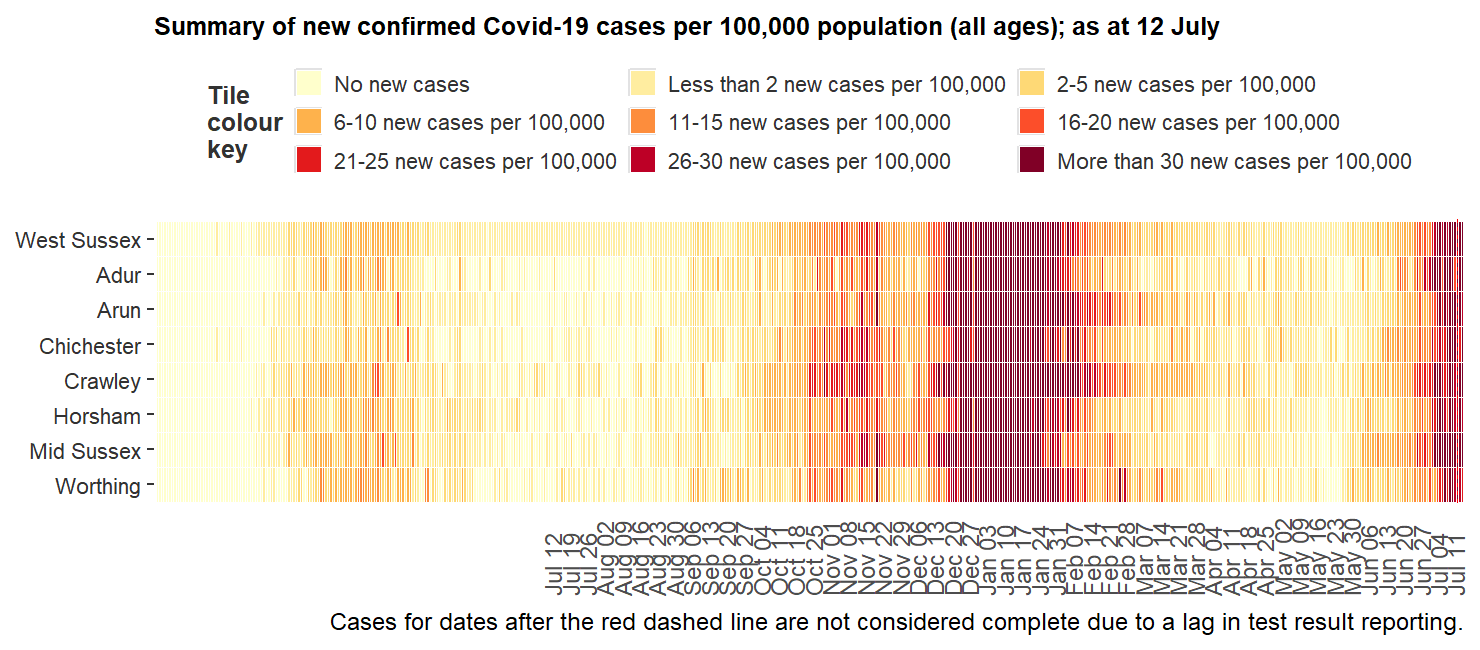 Summary of new confirmed Covid-19 cases per 100,000 population (all ages); as at 12 July
Tile
colour
key
No new cases
Less than 2 new cases per 100,000
2-5 new cases per 100,000
6-10 new cases per 100,000
11-15 new cases per 100,000
16-20 new cases per 100,000
21-25 new cases per 100,000
26-30 new cases per 100,000
More than 30 new cases per 100,000
West Sussex
Adur
Arun
Chichester
Crawley
Horsham
Mid Sussex
Worthing
Jul 12
Jul 19
Jul 26
Aug 02
Aug 09
Aug 16
Aug 23
Aug 30
Sep 06
Sep 13
Sep 20
Sep 27
Oct 04
Oct 11
Oct 18
Oct 25
Nov 01
Nov 08
Nov 15
Nov 22
Nov 29
Dec 06
Dec 13
Dec 20
Dec 27
Jan 03
Jan 10
Jan 17
Jan 24
Jan 31
Feb 07
Feb 14
Feb 21
Feb 28
Mar 07
Mar 14
Mar 21
Mar 28
Apr 04
Apr 11
Apr 18
Apr 25
May 02
May 09
May 16
May 23
May 30
Jun 06
Jun 13
Jun 20
Jun 27
Jul 04
Jul 11
Cases for dates after the red dashed line are not considered complete due to a lag in test result reporting.